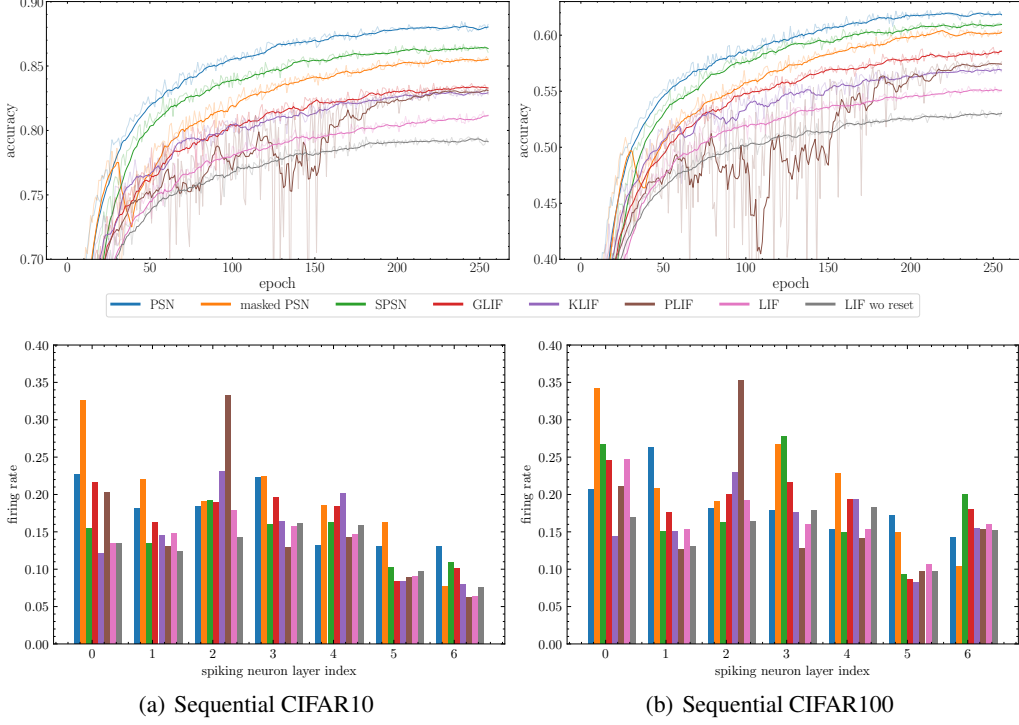 0.90
0.85
0.80
0.75
0.70
accuracy
0 50 100 150 200 250
epoch
0.60
0.55
0.50
0.45
0.40
accuracy
0 50 100 150 200 250
epoch
PSN masked PSN SPSN GLIF KLIF PLIF LIF LIF wo reset
0.40
0.35
0.30
0.25
0.20
0.15
0.10
0.05
0.00
firing rate
0 1 2 3 4 5 6
spiking neuron layer index
0.40
0.35
0.30
0.25
0.20
0.15
0.10
0.05
0.00
firing rate
0 1 2 3 4 5 6
spiking neuron layer index
(a) Sequential CIFAR10
(b) Sequential CIFAR100